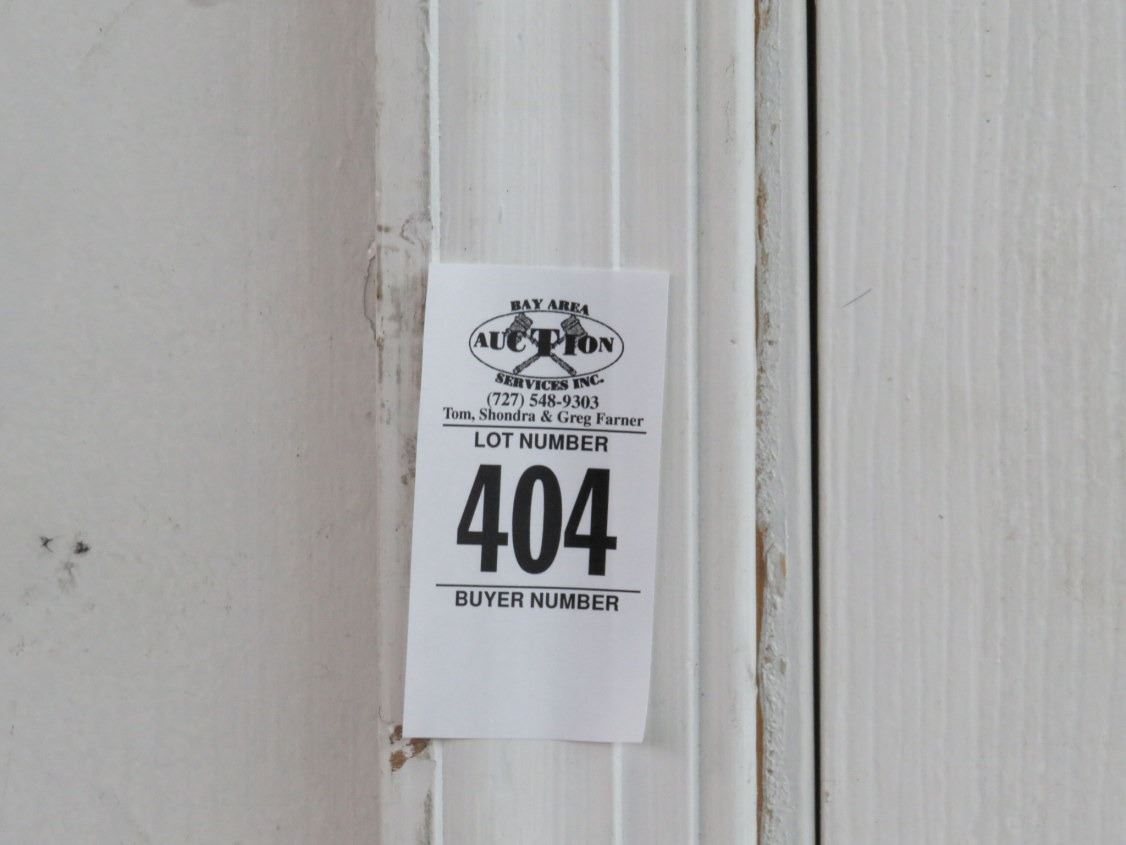 BAY AREA
AUCTION
SERVICES INC.
(727) 548-9303
Tom, Shondra & Greg Farner
LOT NUMBER
404
BUYER NUMBER